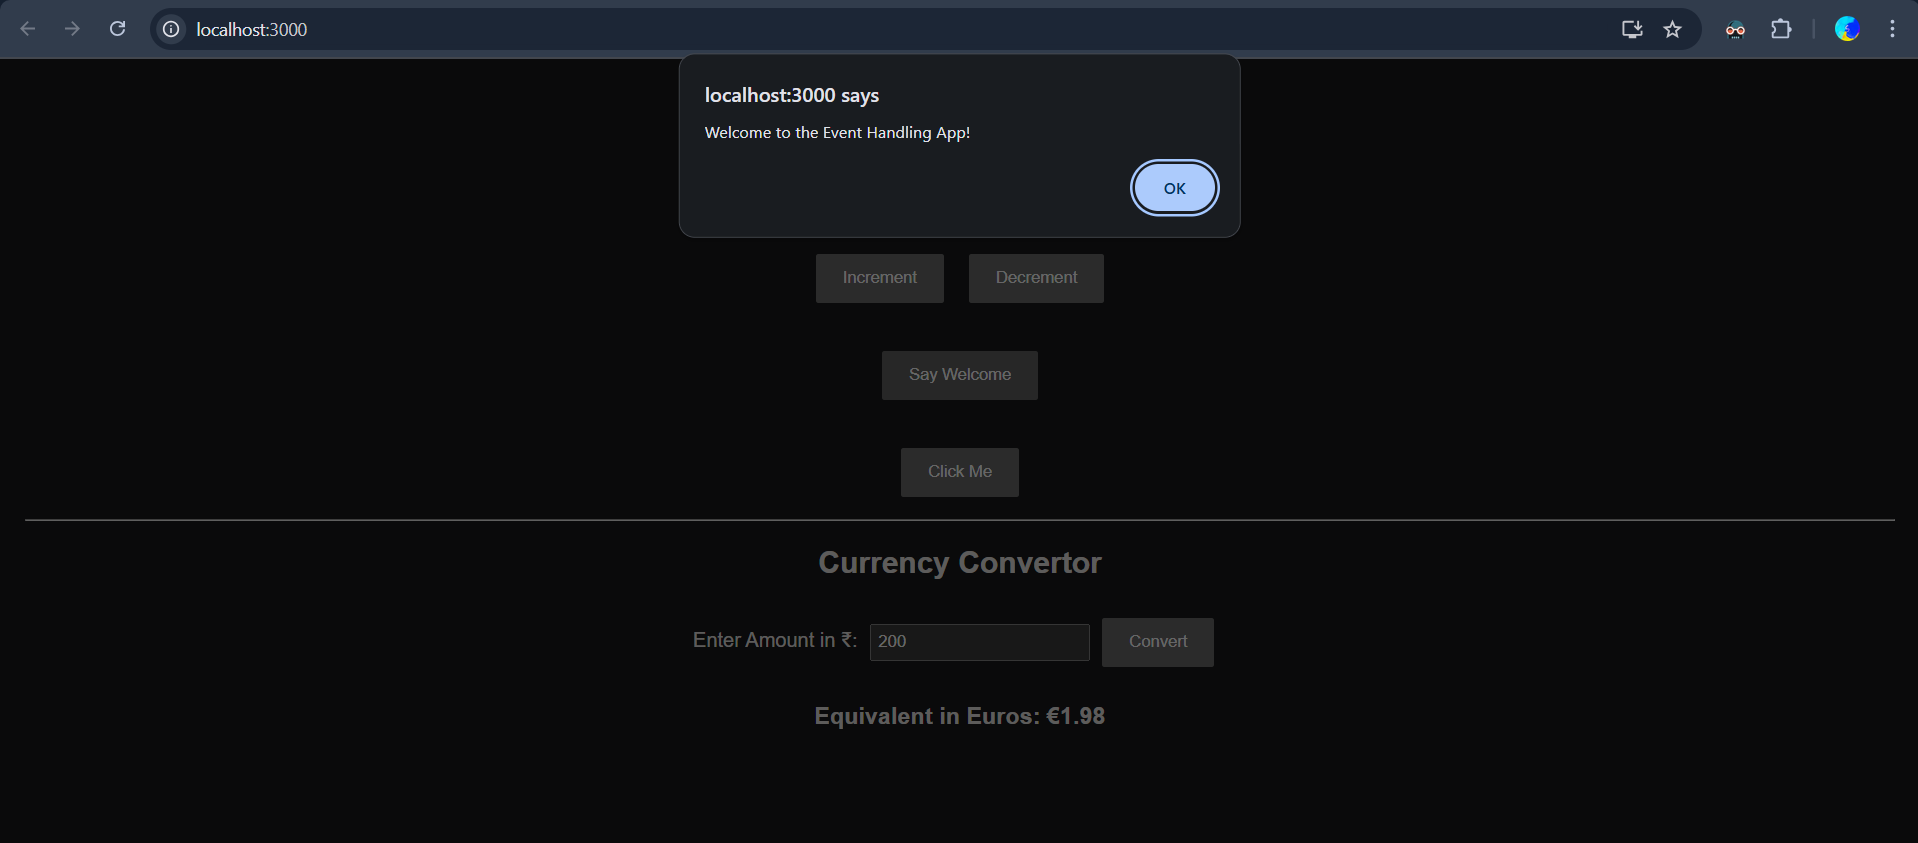 localhost:3000
localhost:3000 says
Welcome to the Event Handling App!
OK
Increment Decrement
Say Welcome
Click Me
Currency Convertor
Enter Amount in ₹: 200 Convert
Equivalent in Euros: €1.98